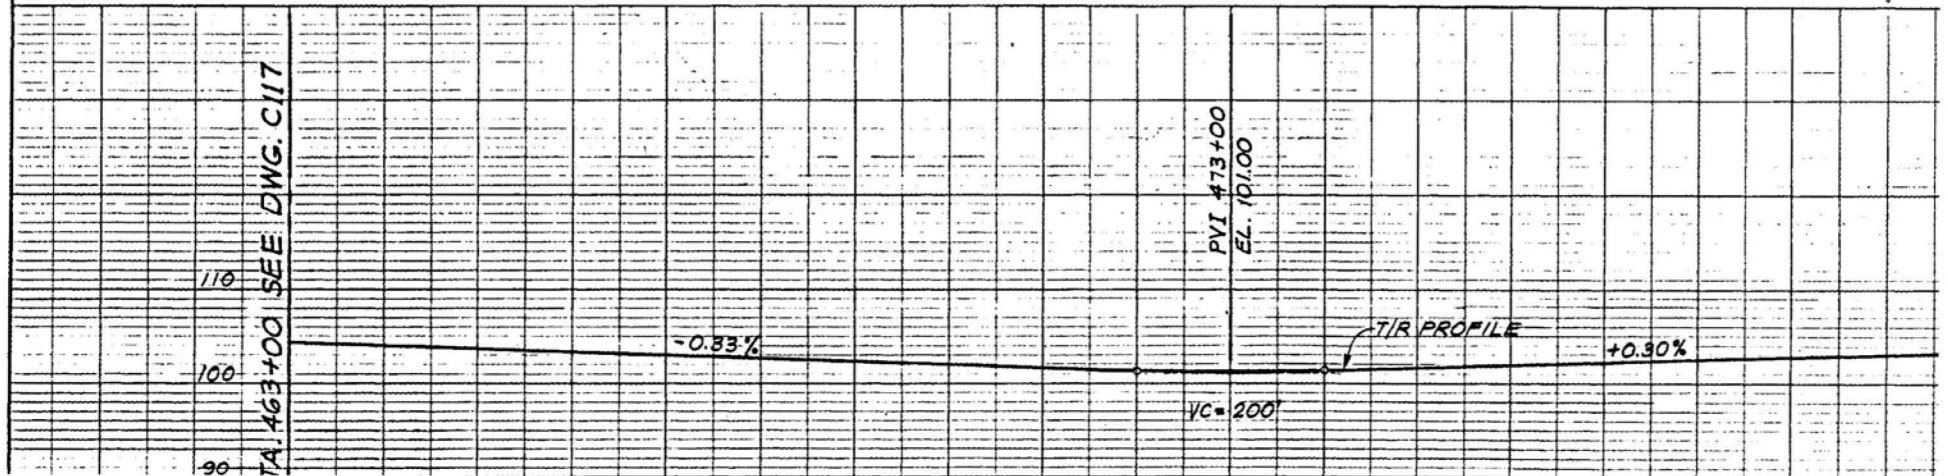 TA. 463+00 SEE DWG. C117
PVI 473+00
EL. 101.00
110
T/R PROFILE
-0.33%
+0.30%
100
VC = 200'
90